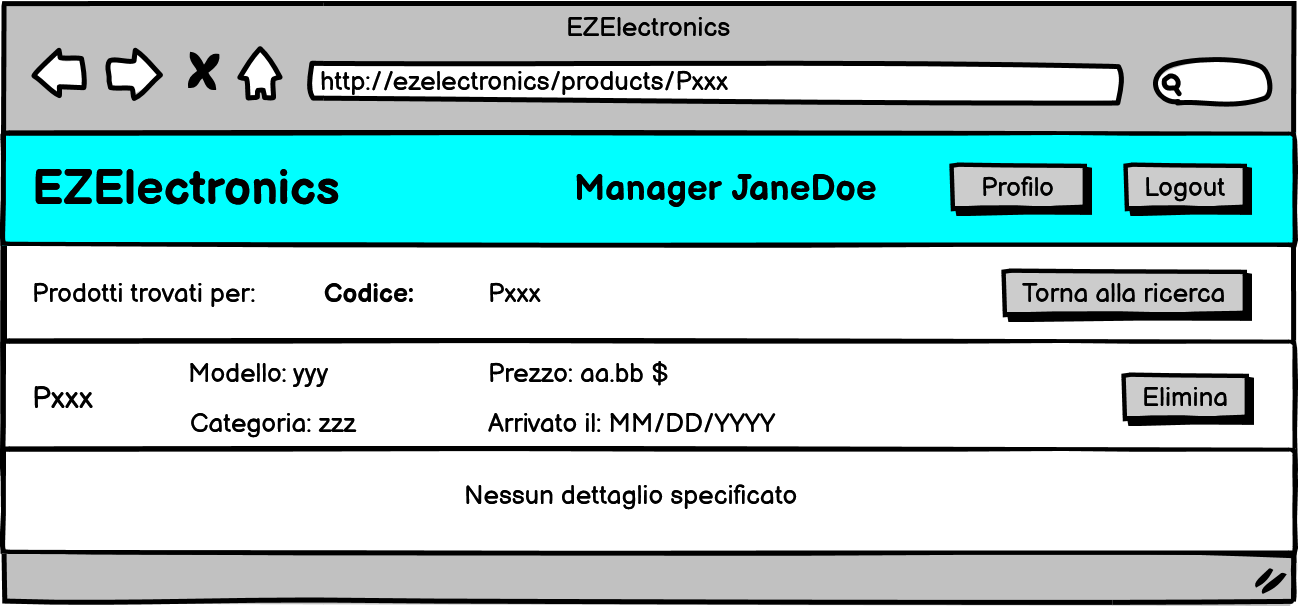 EZElectronics
http://ezelectronics/products/Pxxx
EZElectronics Manager JaneDoe Profilo Logout
Prodotti trovati per: Codice: Pxxx Torna alla ricerca
Modello: yyy Prezzo: aa.bb $
Pxxx Elimina
Categoria: zzz Arrivato il: MM/DD/YYYY
Nessun dettaglio specificato